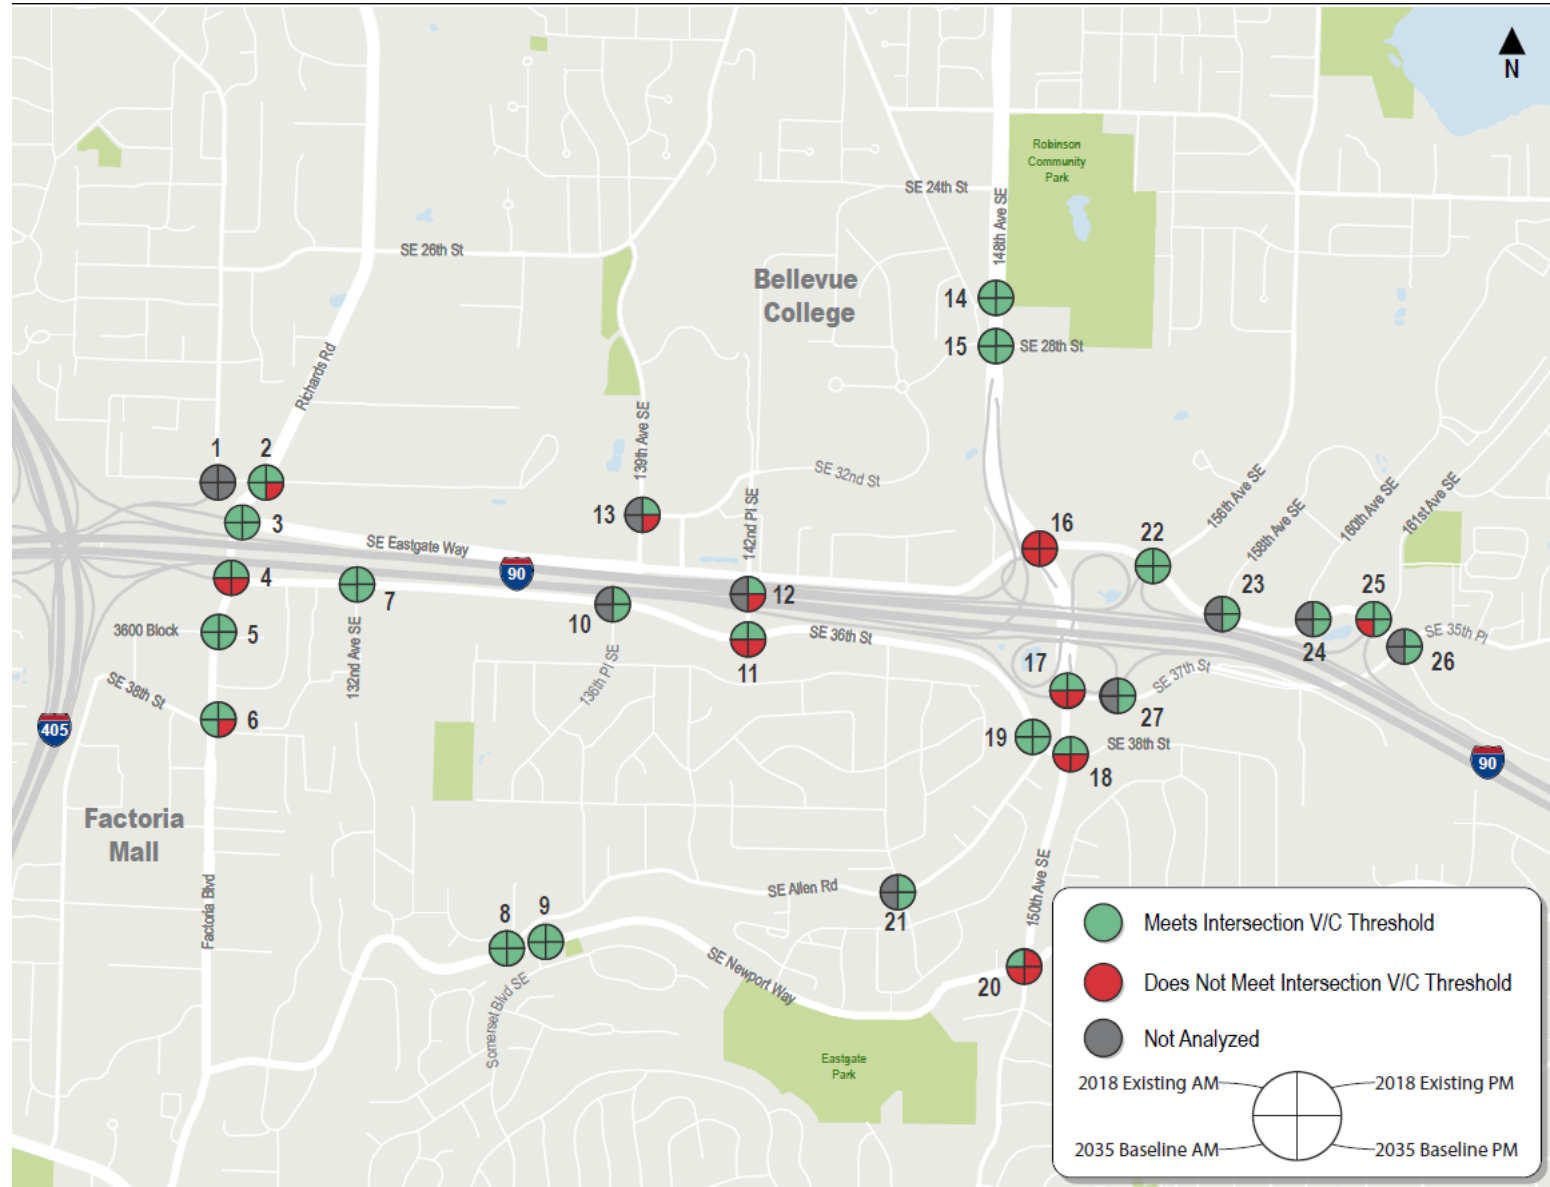 N
Robinson
Community
Park
SE 24th St
148th Ave SE
SE 26th St
Bellevue
College
14
15
SE 28th St
Richards Rd
139th Ave SE
1
2
SE 32nd St
156th Ave SE
158th Ave SE
160th Ave SE
161st Ave SE
142nd Pl SE
13
3
16
22
SE Eastgate Way
90
4
7
12
23
25
10
3600 Block
5
SE 36th St
24
SE 35th Pl
26
132nd Ave SE
136th Pl SE
11
17
SE 37th St
SE 38th St
6
27
405
19
SE 38th St
18
90
Factoria
Mall
Factoria Blvd
SE Allen Rd
150th Ave SE
8
9
21
SE Newport Way
20
Somerset Blvd SE
Eastgate
Park
Meets Intersection V/C Threshold
Does Not Meet Intersection V/C Threshold
Not Analyzed
2018 Existing AM
2018 Existing PM
2035 Baseline AM
2035 Baseline PM